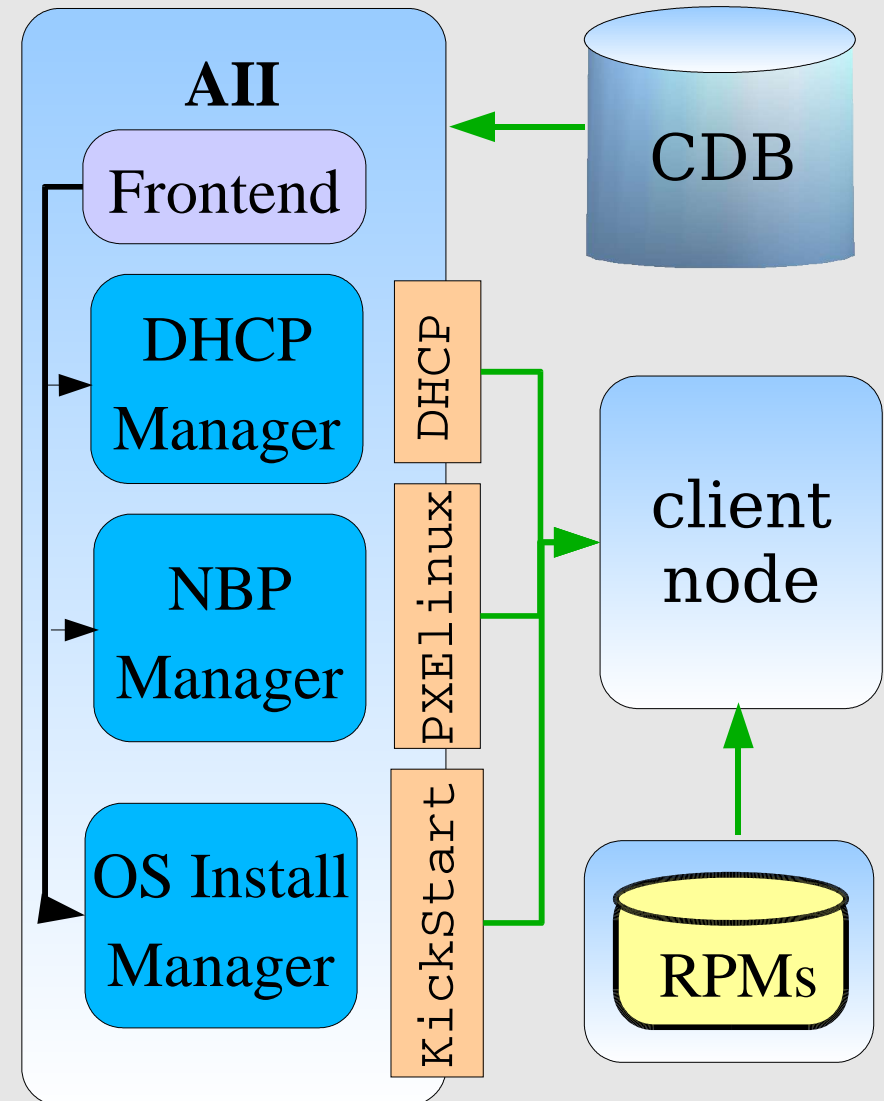 AII
Frontend
DHCP
Manager
NBP
Manager
OS Install
Manager
DHCP
PXElinux
KickStart
CDB
client
node
RPMs